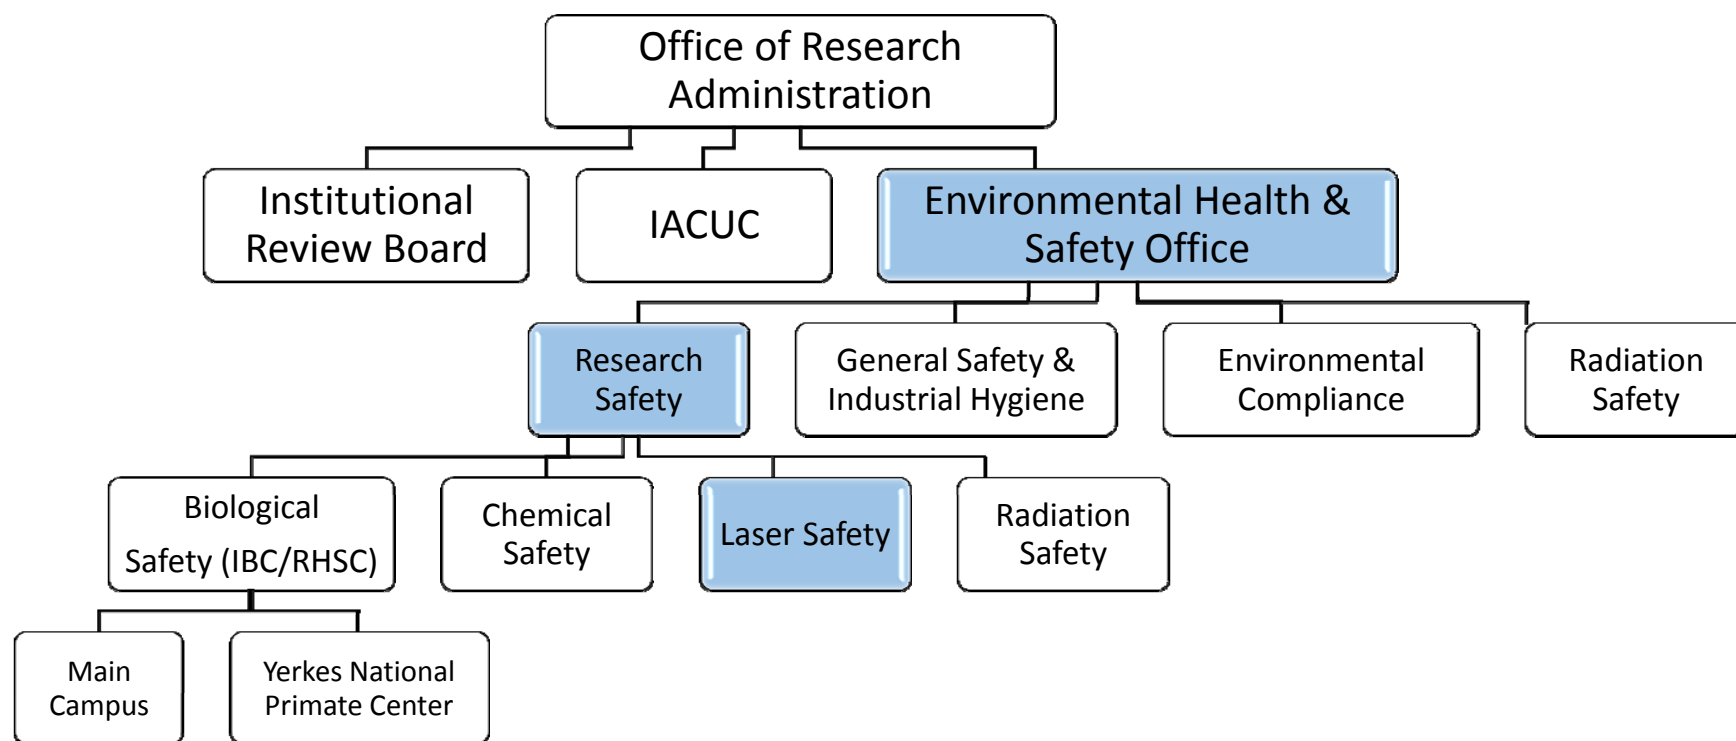 Office of Research
Administration
Institutional
Review Board
IACUC
Environmental Health &
Safety Office
Research
Safety
General Safety &
Industrial Hygiene
Environmental
Compliance
Radiation
Safety
Biological
Safety (IBC/RHSC)
Chemical
Safety
Laser Safety
Radiation
Safety
Main
Campus
Yerkes National
Primate Center